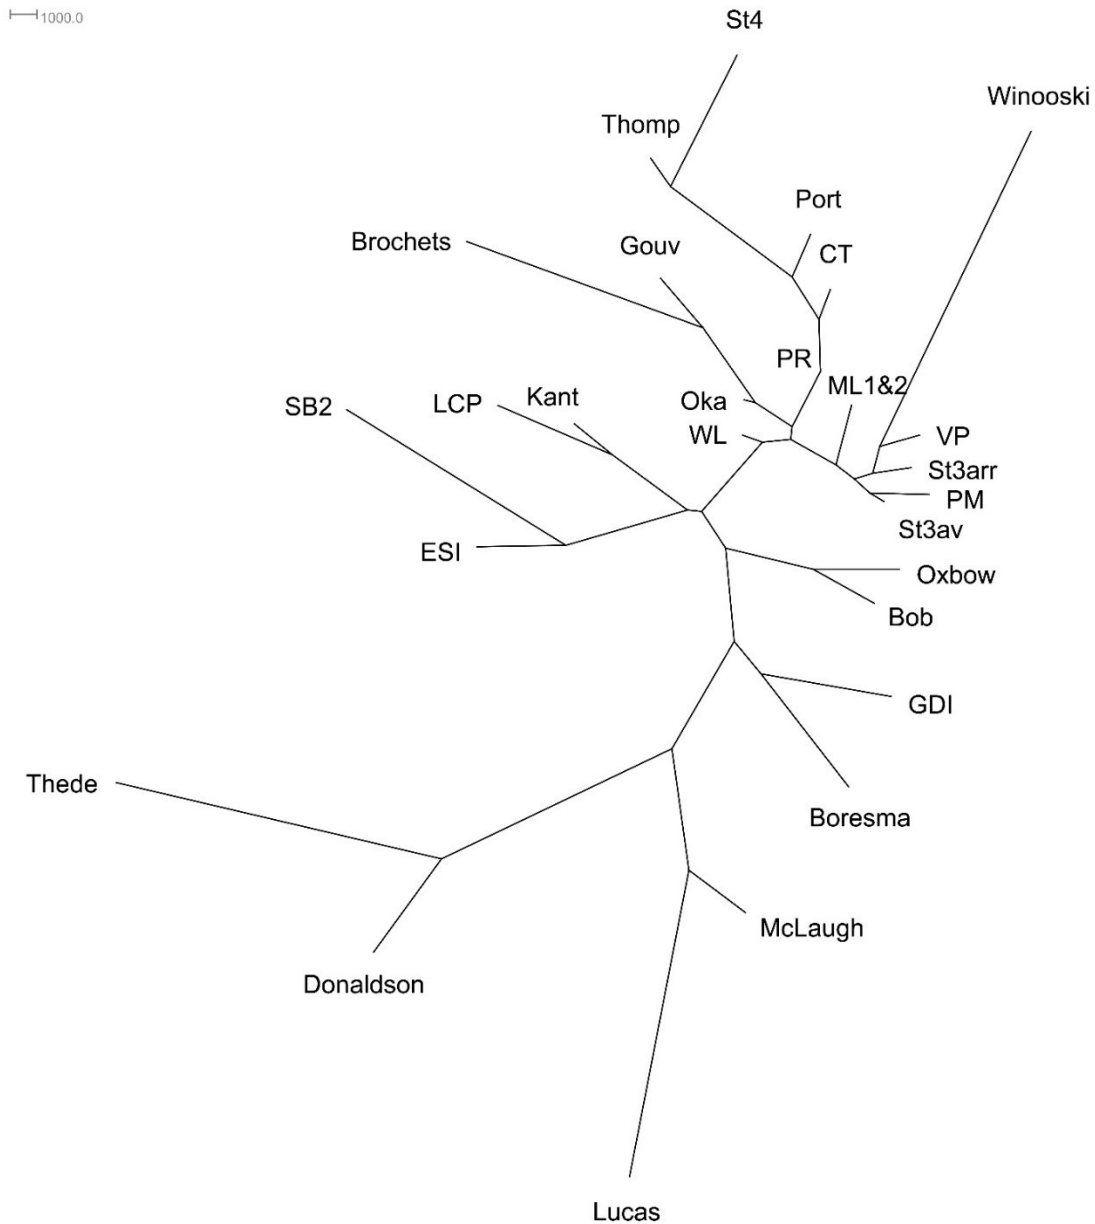 1000.0
St4
Winooski
Thomp
Port
Brochets
Gouv
CT
PR
ML1&2
Kant
Oka
LCP
SB2
WL
VP
St3arr
PM
St3av
ESI
Oxbow
Bob
GDI
Thede
Boresma
McLaugh
Donaldson
Lucas